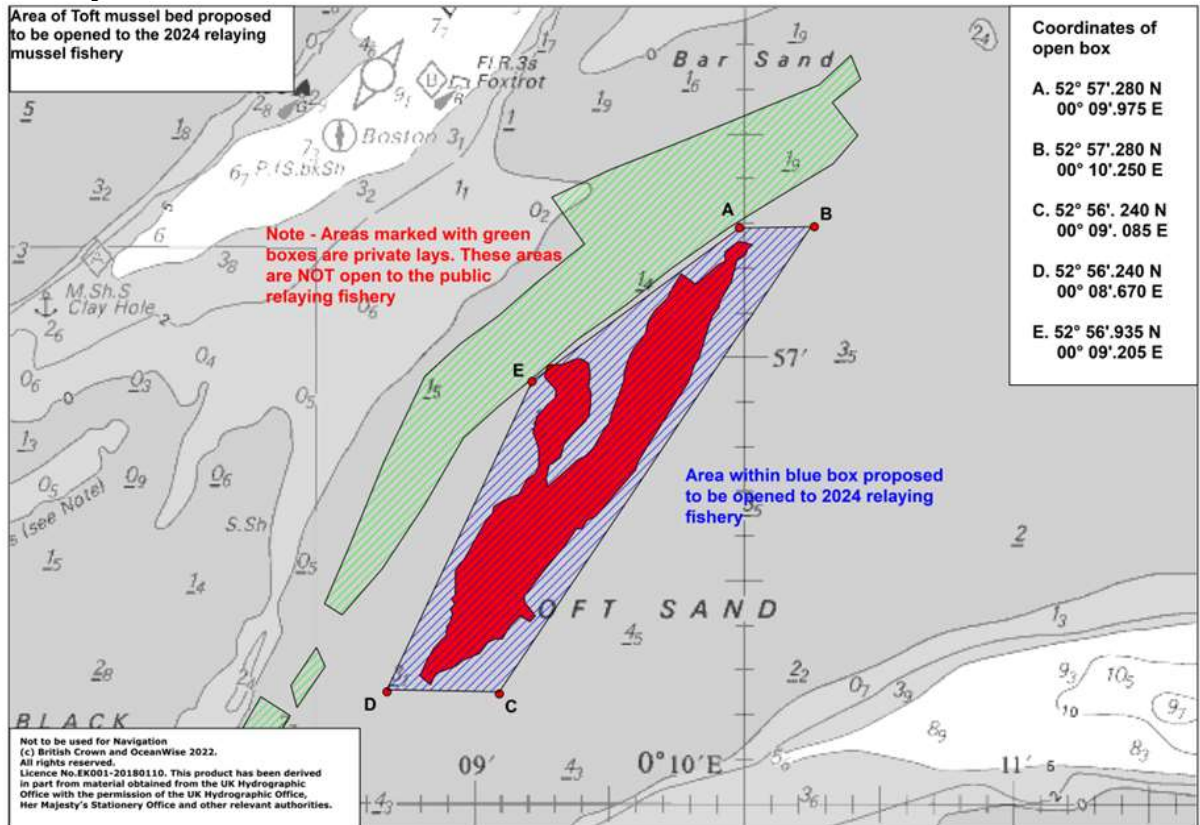 Area of Toft mussel bed proposed
to be opened to the 2024 relaying
mussel fishery
Coordinates of
open box
A. 52° 57'.280 N
00° 09'.975 E
B. 52° 57'.280 N
00° 10'.250 E
C. 52° 56'. 240 N
00° 09'. 085 E
D. 52° 56'.240 N
00° 08'.670 E
E. 52° 56'.935 N
00° 09'.205 E
Bar Sand
Fl.R.3s
Foxtrot
Boston
P.fS.bkSh
Note - Areas marked with green
boxes are private lays. These areas
are NOT open to the public
relaying fishery
M.Sh.S
Clay Hole
A
B
E
57'
Area within blue box proposed
to be opened to 2024 relaying
fishery
(see Note)
S.Sh
OFT SAND
D
C
BLACK
09'
0°10'E
11'
Not to be used for Navigation
(c) British Crown and OceanWise 2022.
All rights reserved.
Licence No.EK001-20180110. This product has been derived
in part from material obtained from the UK Hydrographic
Office with the permission of the UK Hydrographic Office,
Her Majesty's Stationery Office and other relevant authorities.